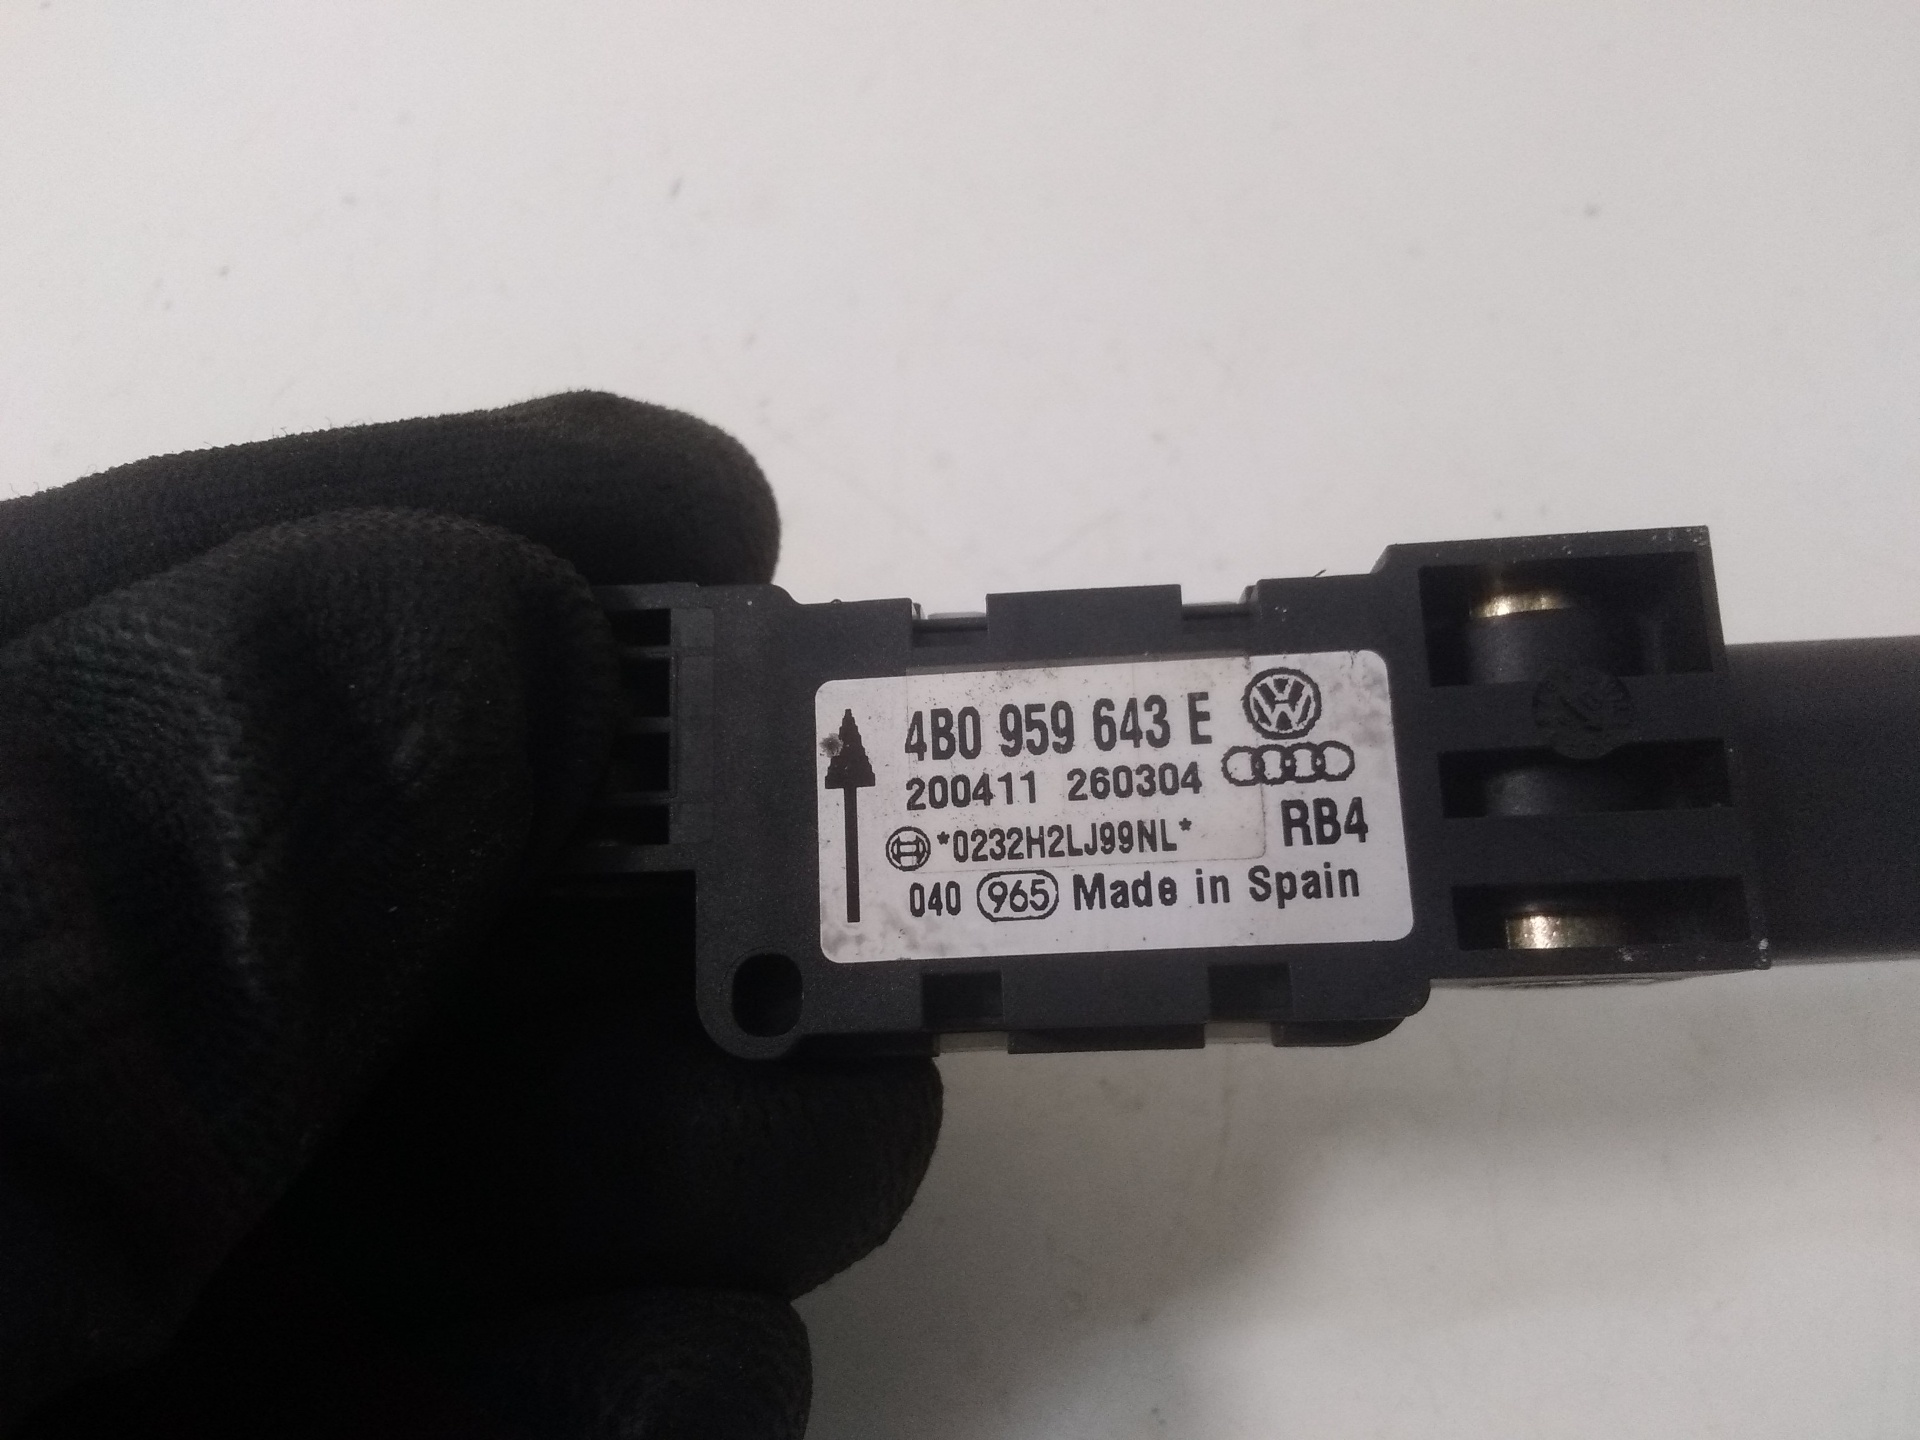 4B0 959 643 E
200411 260304
*0232H2LJ99NL* RB4
040 965 Made in Spain